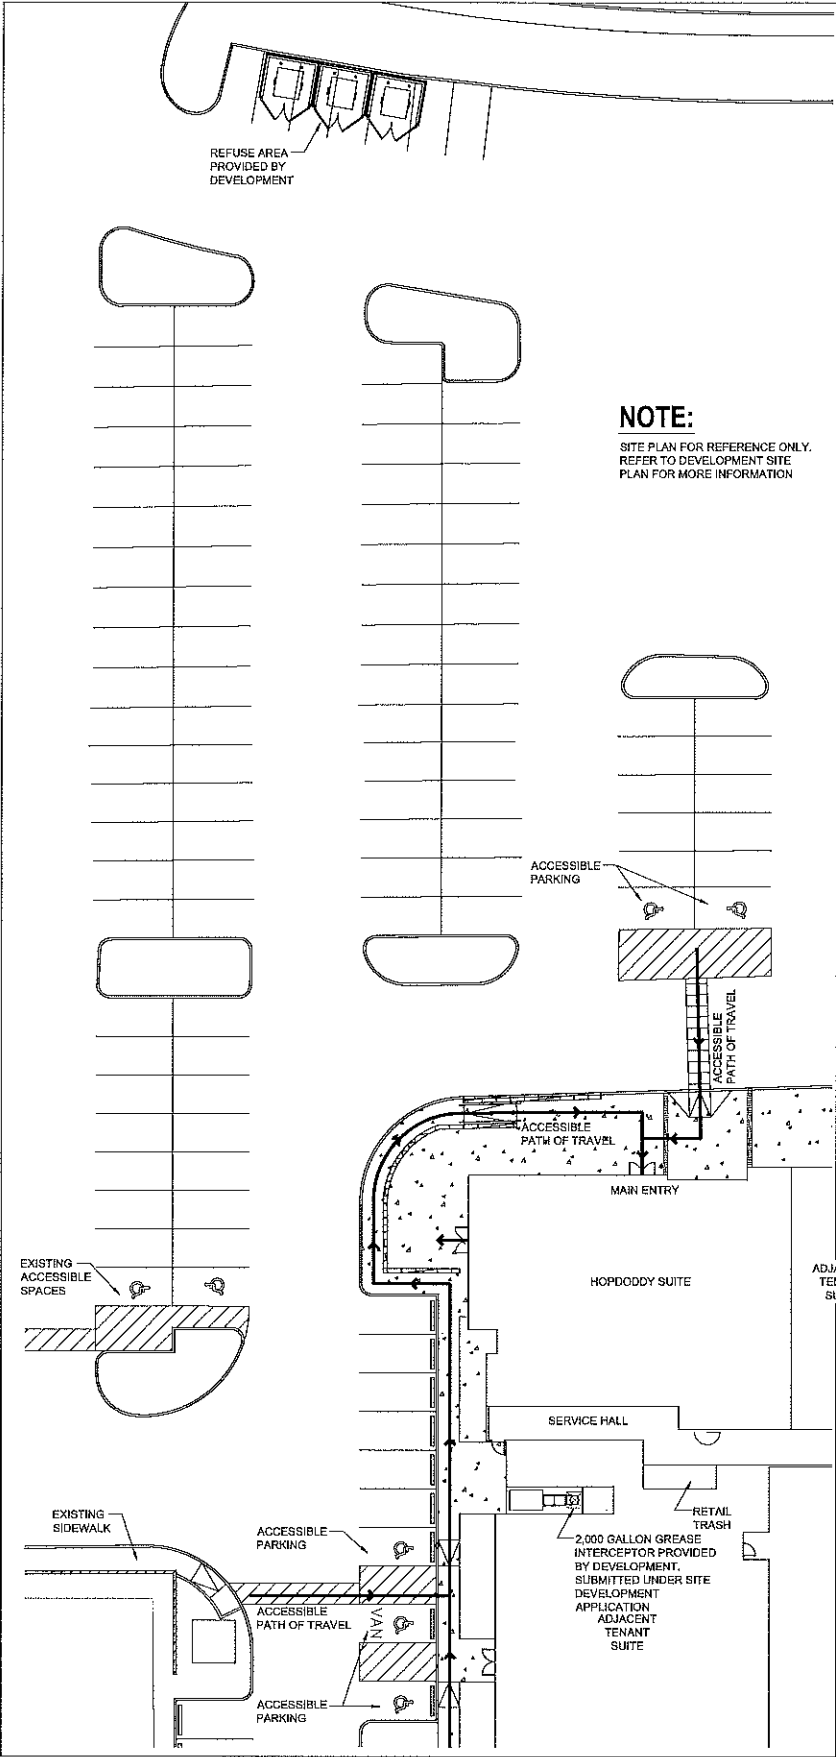 REFUSE AREA
PROVIDED BY
DEVELOPMENT
NOTE:
SITE PLAN FOR REFERENCE ONLY.
REFER TO DEVELOPMENT SITE
PLAN FOR MORE INFORMATION
ACCESSIBLE
PARKING
ACCESSIBLE
PATH OF TRAVEL
ACCESSIBLE
PATH OF TRAVEL
MAIN ENTRY
EXISTING
ACCESSIBLE
SPACES
HOPDODDY SUITE
ADJA
TEN
SU
SERVICE HALL
EXISTING
SIDEWALK
RETAIL
TRASH
ACCESSIBLE
PARKING
2,000 GALLON GREASE
INTERCEPTOR PROVIDED
BY DEVELOPMENT.
SUBMITTED UNDER SITE
DEVELOPMENT
APPLICATION
ADJACENT
TENANT
SUITE
ACCESSIBLE
PATH OF TRAVEL
VAN
ACCESSIBLE
PARKING